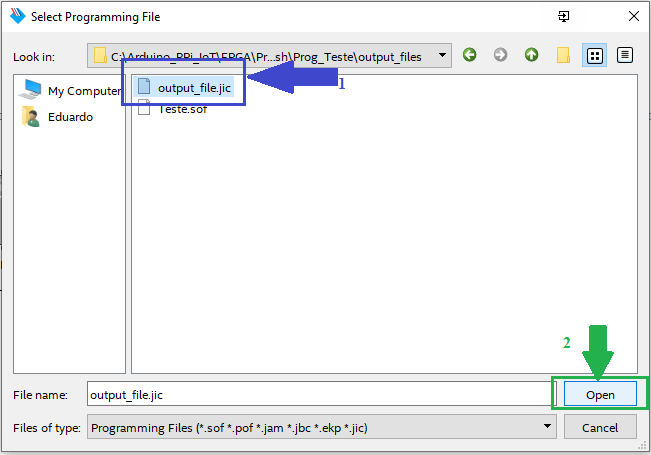 Select Programming File
Look in: C:\Arduino_RPi_IoT\FPGA\Pr...sh\Prog_Teste\output_files
My Computer
Eduardo
output_file.jic
1
Teste.sof
2
File name: output_file.jic Open
Files of type: Programming Files (*.sof *.pof *.jam *.jbc *.ekp *.jic) Cancel